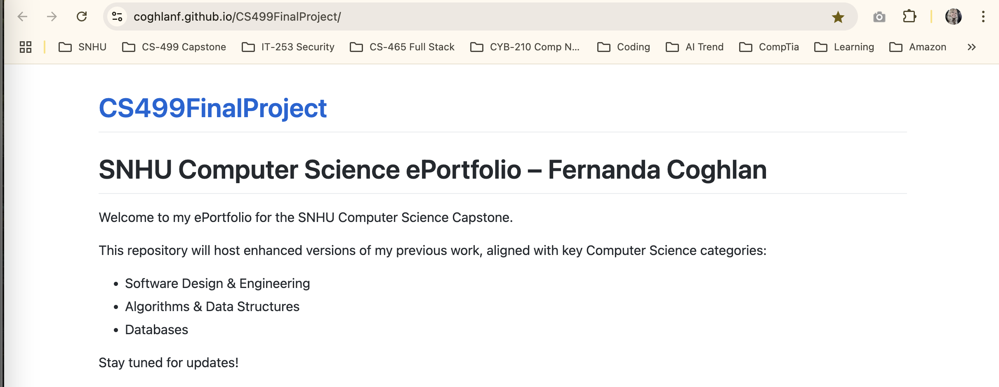 coghlanf.github.io/CS499FinalProject/
SNHU CS-499 Capstone IT-253 Security CS-465 Full Stack CYB-210 Comp N... Coding AI Trend CompTia Learning Amazon
CS499FinalProject
SNHU Computer Science ePortfolio – Fernanda Coghlan
Welcome to my ePortfolio for the SNHU Computer Science Capstone.
This repository will host enhanced versions of my previous work, aligned with key Computer Science categories:
• Software Design & Engineering
• Algorithms & Data Structures
• Databases
Stay tuned for updates!